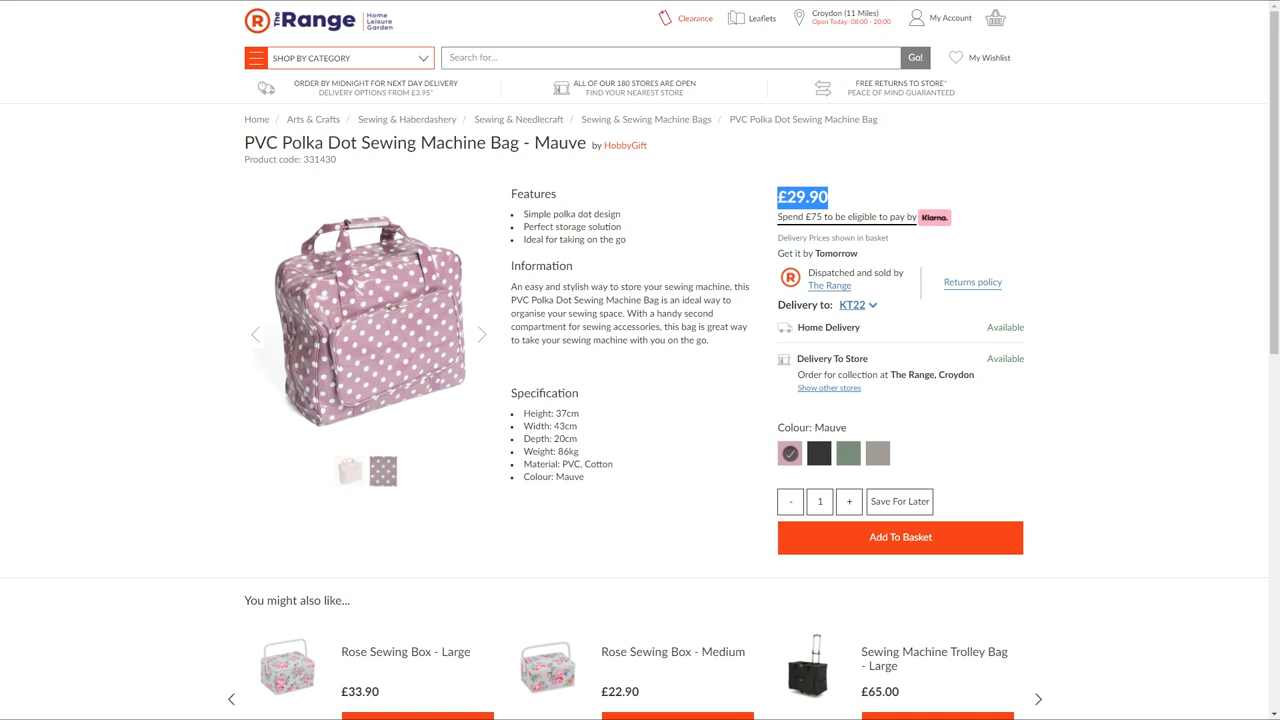 The Range
Home
Leisure
Garden
Clearance
Leaflets
Croydon (11 Miles)
Open Today: 08:00 - 20:00
My Account
SHOP BY CATEGORY
Search for...
Go!
My Wishlist
ORDER BY MIDNIGHT FOR NEXT DAY DELIVERY
DELIVERY OPTIONS FROM £3.95*
ALL OF OUR 180 STORES ARE OPEN
FIND YOUR NEAREST STORE
FREE RETURNS TO STORE*
PEACE OF MIND GUARANTEED
Home / Arts & Crafts / Sewing & Haberdashery / Sewing & Needlecraft / Sewing & Sewing Machine Bags / PVC Polka Dot Sewing Machine Bag
PVC Polka Dot Sewing Machine Bag - Mauve by HobbyGift
Product code: 331430
Features
• Simple polka dot design
• Perfect storage solution
• Ideal for taking on the go
Information
An easy and stylish way to store your sewing machine, this
PVC Polka Dot Sewing Machine Bag is an ideal way to
organise your sewing space. With a handy second
compartment for sewing accessories, this bag is great way
to take your sewing machine with you on the go.
Specification
• Height: 37cm
• Width: 43cm
• Depth: 20cm
• Weight: 86kg
• Material: PVC, Cotton
• Colour: Mauve
£29.90
Spend £75 to be eligible to pay by Klarna.
Delivery Prices shown in basket
Get it by Tomorrow
R
Dispatched and sold by
The Range
Returns policy
Delivery to: KT22
Home Delivery Available
Delivery To Store Available
Order for collection at The Range, Croydon
Show other stores
Colour: Mauve
- 1 + Save For Later
Add To Basket
You might also like...
Rose Sewing Box - Large
£33.90
Rose Sewing Box - Medium
£22.90
Sewing Machine Trolley Bag
- Large
£65.00